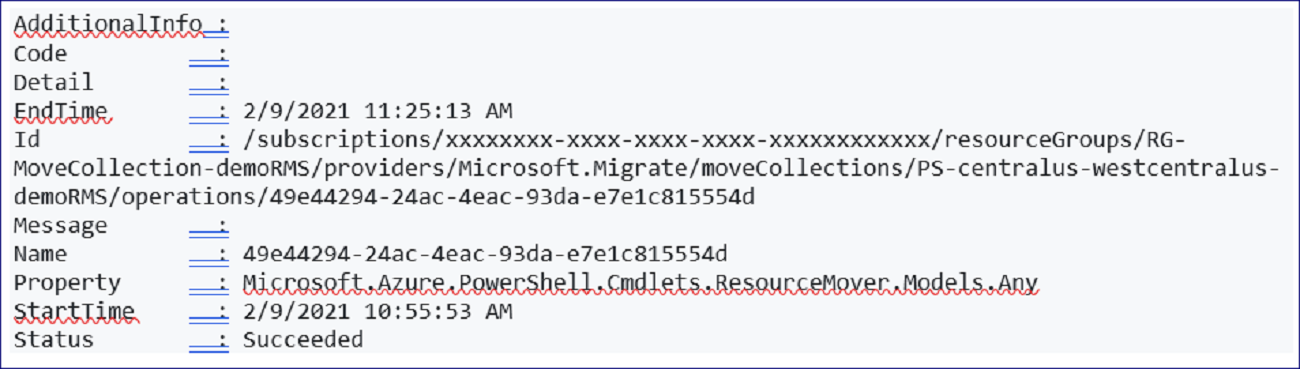 AdditionalInfo :
Code           :
Detail         :
EndTime        : 2/9/2021 11:25:13 AM
Id             : /subscriptions/xxxxxxxx-xxxx-xxxx-xxxx-xxxxxxxxxxxx/resourceGroups/RG-
MoveCollection-demoRMS/providers/Microsoft.Migrate/moveCollections/PS-centralus-westcentralus-
demoRMS/operations/49e44294-24ac-4eac-93da-e7e1c815554d
Message        :
Name           : 49e44294-24ac-4eac-93da-e7e1c815554d
Property       : Microsoft.Azure.PowerShell.Cmdlets.ResourceMover.Models.Any
StartTime      : 2/9/2021 10:55:53 AM
Status         : Succeeded